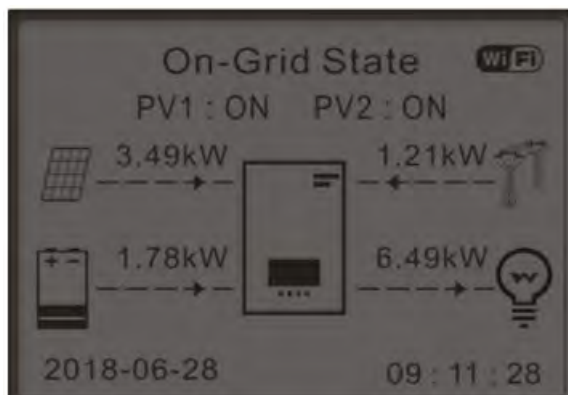 On-Grid State WiFi
PV1 : ON PV2 : ON
3.49kW 1.21kW
+ −
1.78kW 6.49kW
2018-06-28 09 : 11 : 28